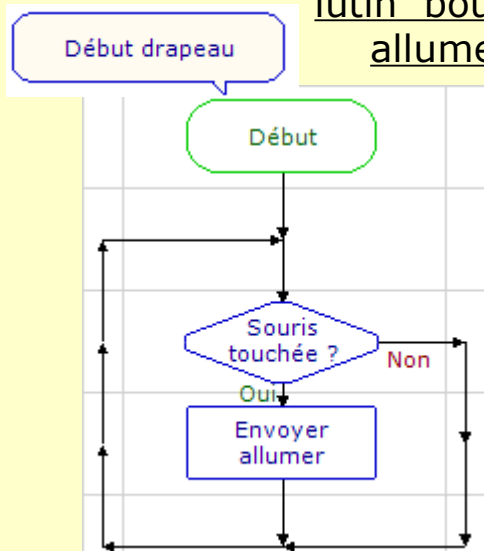 lutin
Début drapeau
Début
Souris
touchée ?
Non
Oui
Envoyer
allumer